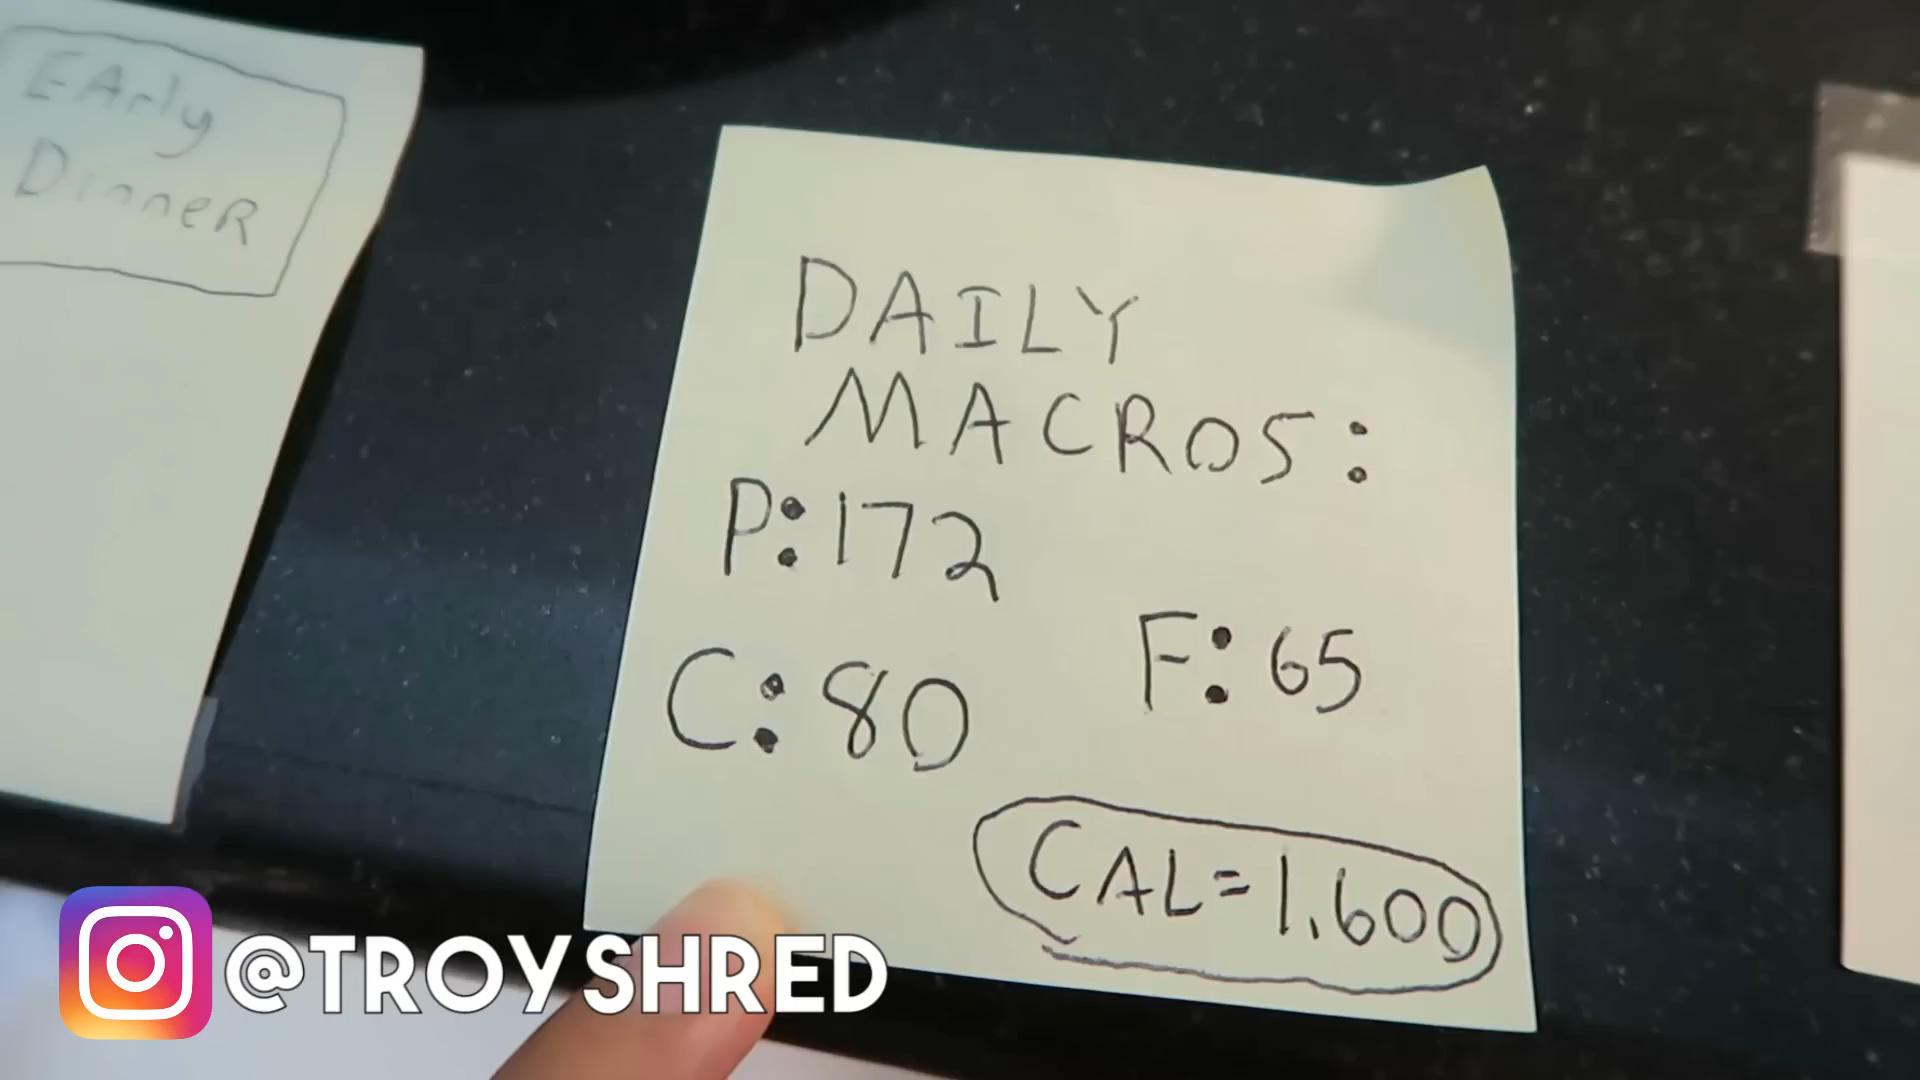 EArly
DinneR
DAILY
MACROS:
P:172
F:65
C:80
CAL=1,600
@TROYSHRED